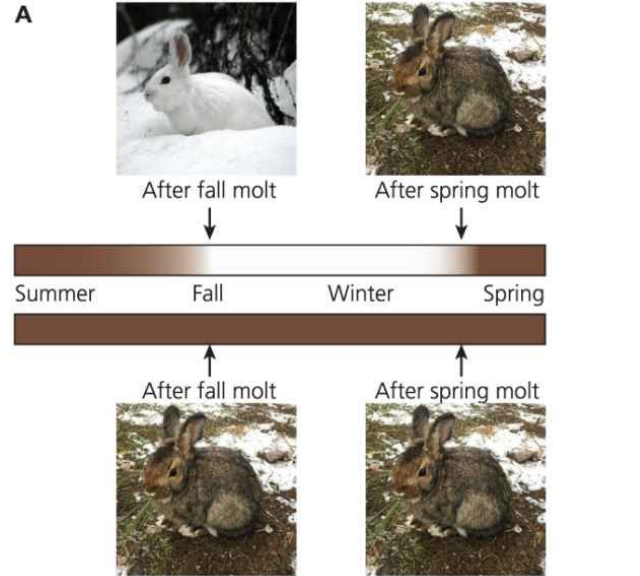 A
After fall molt After spring molt
Summer Fall Winter Spring
After fall molt After spring molt